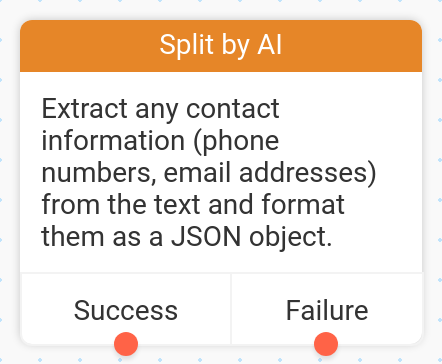 Split by AI
Extract any contact
information (phone
numbers, email addresses)
from the text and format
them as a JSON object.
Success
Failure